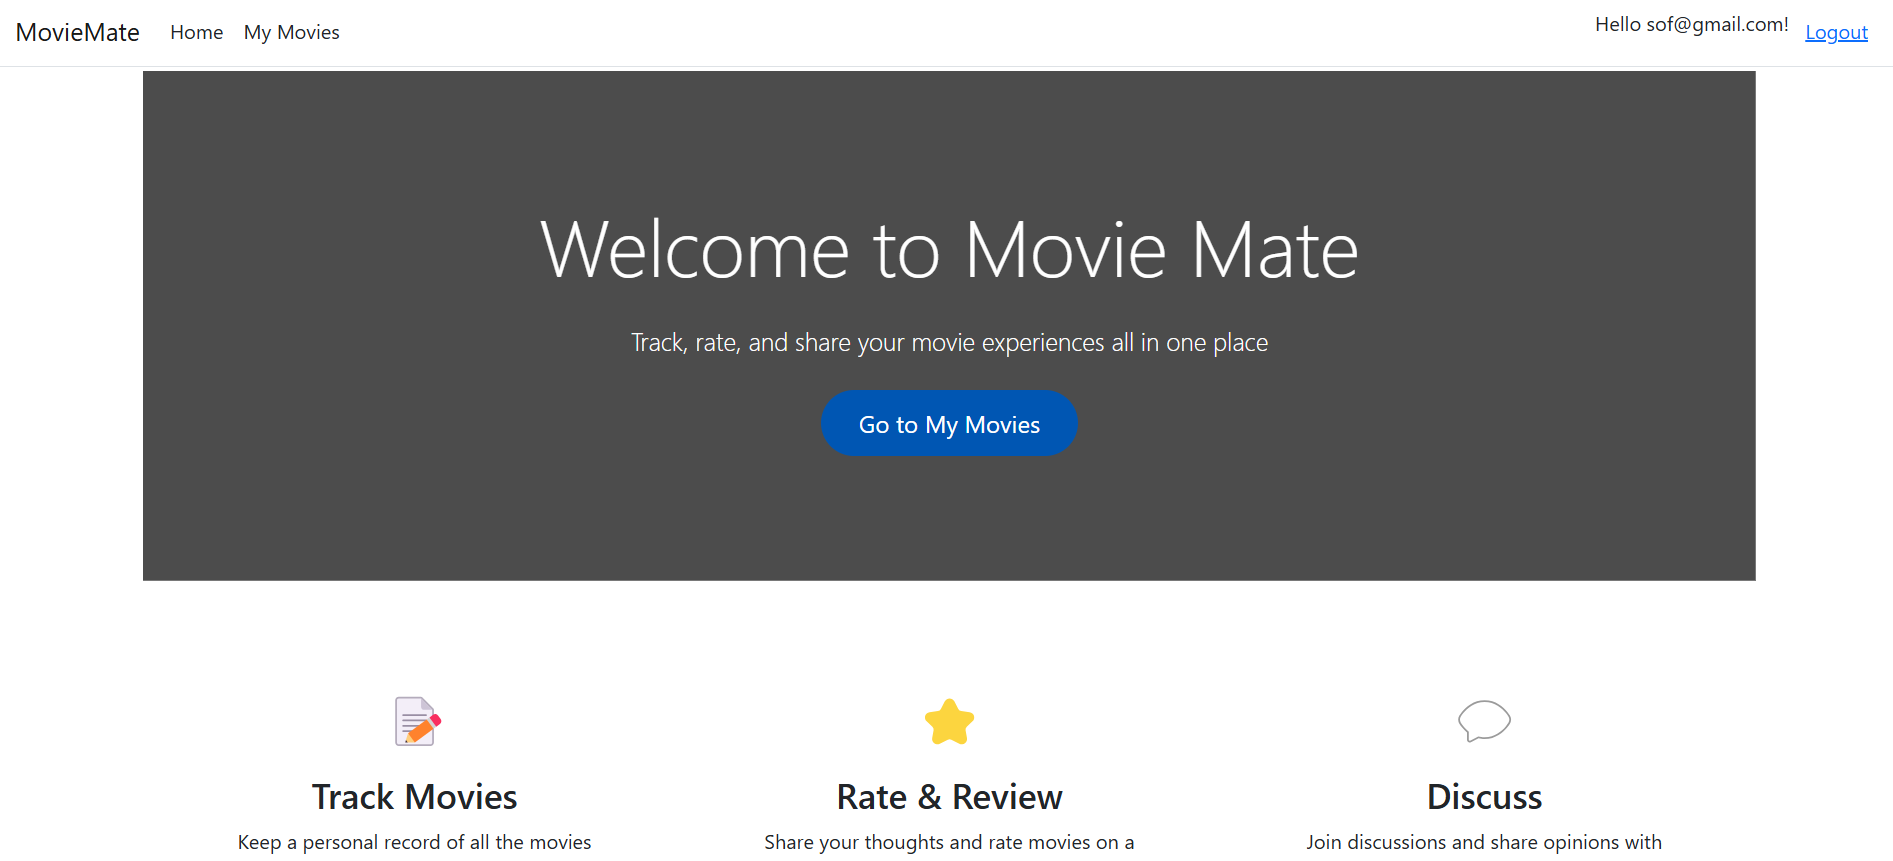 MovieMate Home My Movies Hello sof@gmail.com! Logout
Welcome to Movie Mate
Track, rate, and share your movie experiences all in one place
Go to My Movies
Track Movies
Keep a personal record of all the movies
Rate & Review
Share your thoughts and rate movies on a
Discuss
Join discussions and share opinions with